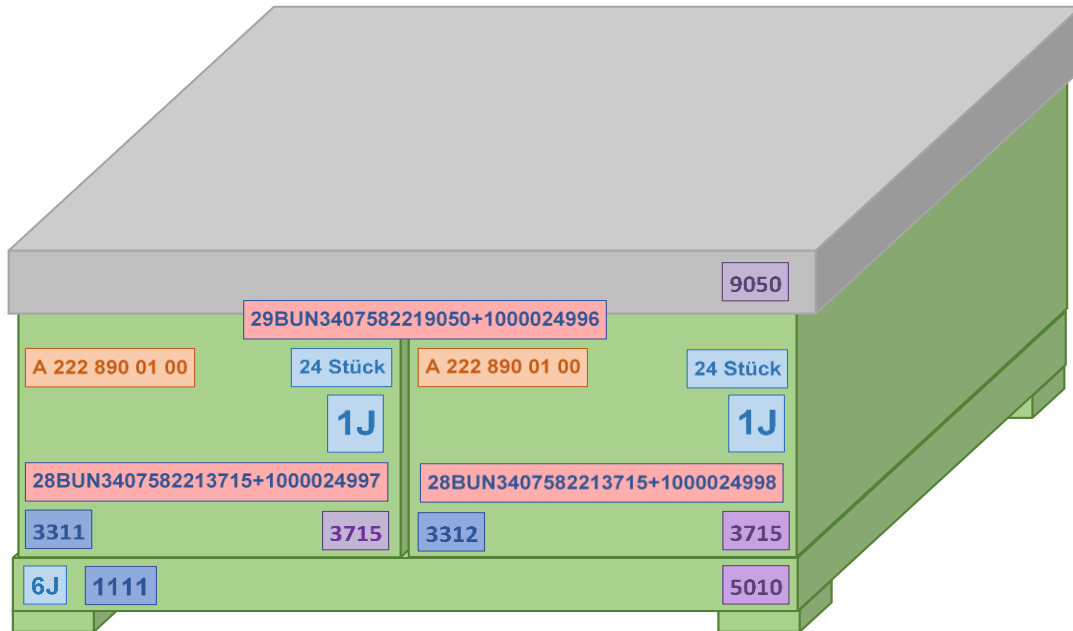 9050
29BUN3407582219050+1000024996
A 222 890 01 00
24 Stück
A 222 890 01 00
24 Stück
1J
1J
28BUN3407582213715+1000024997
28BUN3407582213715+1000024998
3311
3715
3312
3715
6J
1111
5010